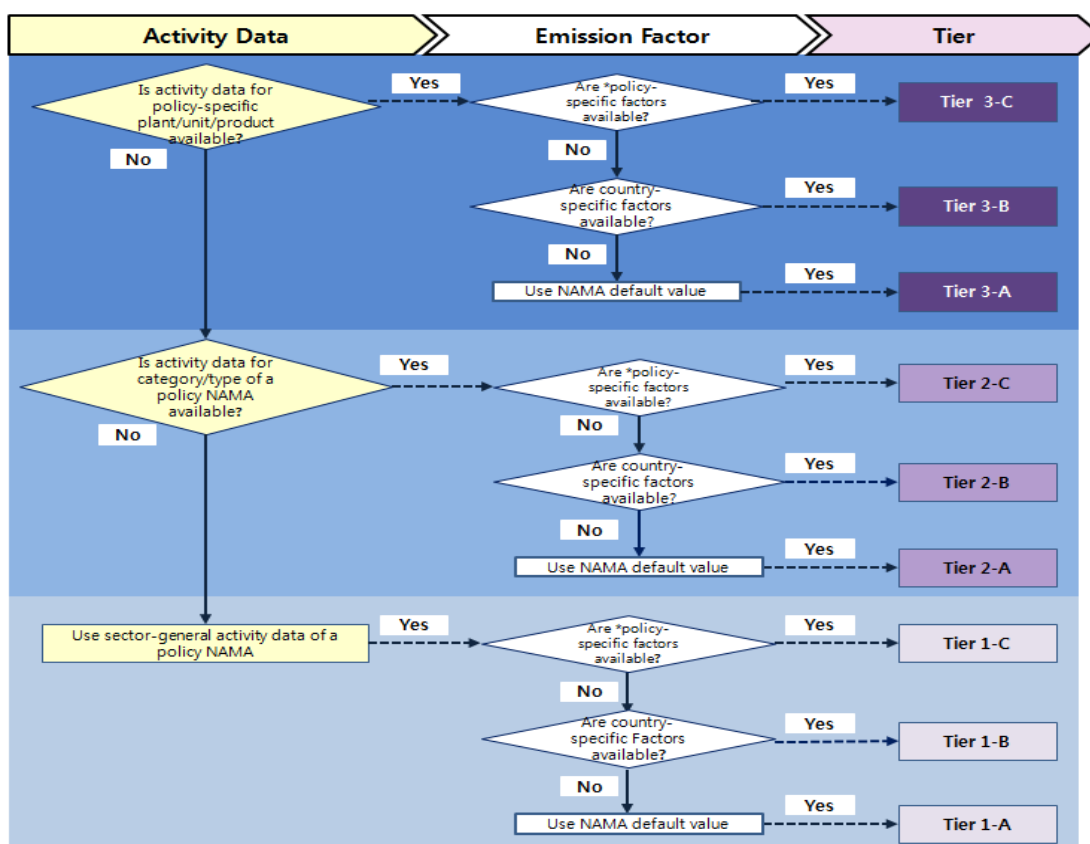 Activity Data
Emission Factor
Tier
Is activity data for
policy-specific
plant/unit/product
available?
Yes
Are *policy-
specific factors
available?
Yes
Tier 3-C
No
No
Are country-
specific factors
available?
Yes
Tier 3-B
No
Use NAMA default value
Yes
Tier 3-A
Is activity data for
category/type of a
policy NAMA
available?
Yes
Are *policy-
specific factors
available?
Yes
Tier 2-C
No
No
Are country-
specific factors
available?
Yes
Tier 2-B
No
Use NAMA default value
Yes
Tier 2-A
Use sector-general activity data of a
policy NAMA
Yes
Are *policy-
specific factors
available?
Yes
Tier 1-C
No
Are country-
specific Factors
available?
Yes
Tier 1-B
No
Use NAMA default value
Yes
Tier 1-A